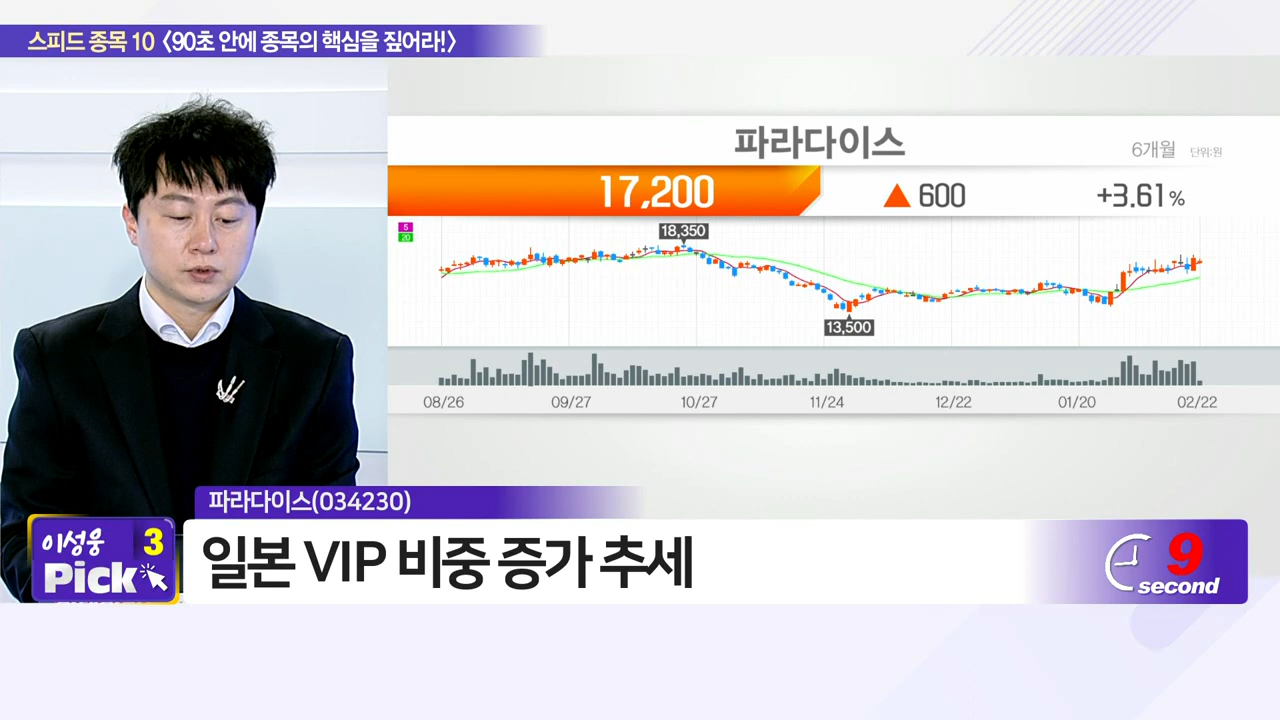 스피드 종목 10 〈90초 안에 종목의 핵심을 짚어라!〉
파라다이스
6개월 단위:원
17,200 ▲ 600 +3.61%
5
20
18,350
13,500
08/26 09/27 10/27 11/24 12/22 01/20 02/22
파라다이스(034230)
이성웅 3
Pick
일본 VIP 비중 증가 추세
9
second